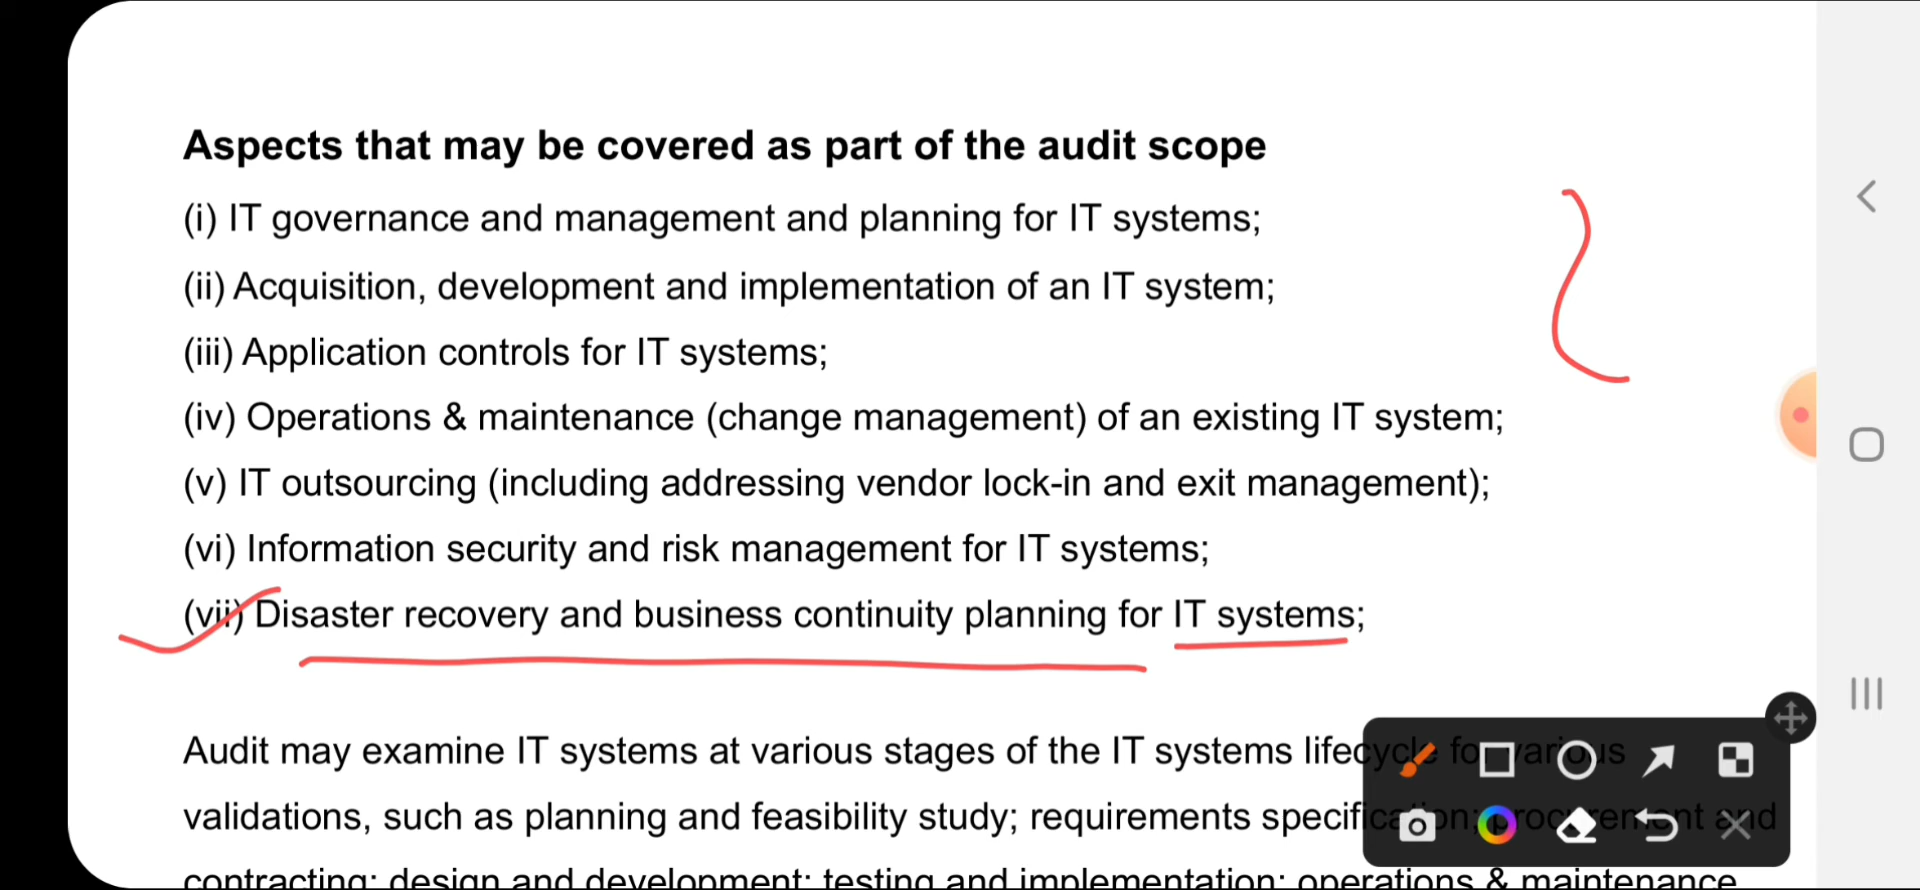 Aspects that may be covered as part of the audit scope
(i) IT governance and management and planning for IT systems;
(ii) Acquisition, development and implementation of an IT system;
(iii) Application controls for IT systems;
(iv) Operations & maintenance (change management) of an existing IT system;
(v) IT outsourcing (including addressing vendor lock-in and exit management);
(vi) Information security and risk management for IT systems;
(vii) Disaster recovery and business continuity planning for IT systems;
Audit may examine IT systems at various stages of the IT systems lifecycle for various
validations, such as planning and feasibility study; requirements specification; procurement and
contracting; design and development; testing and implementation; operations & maintenance